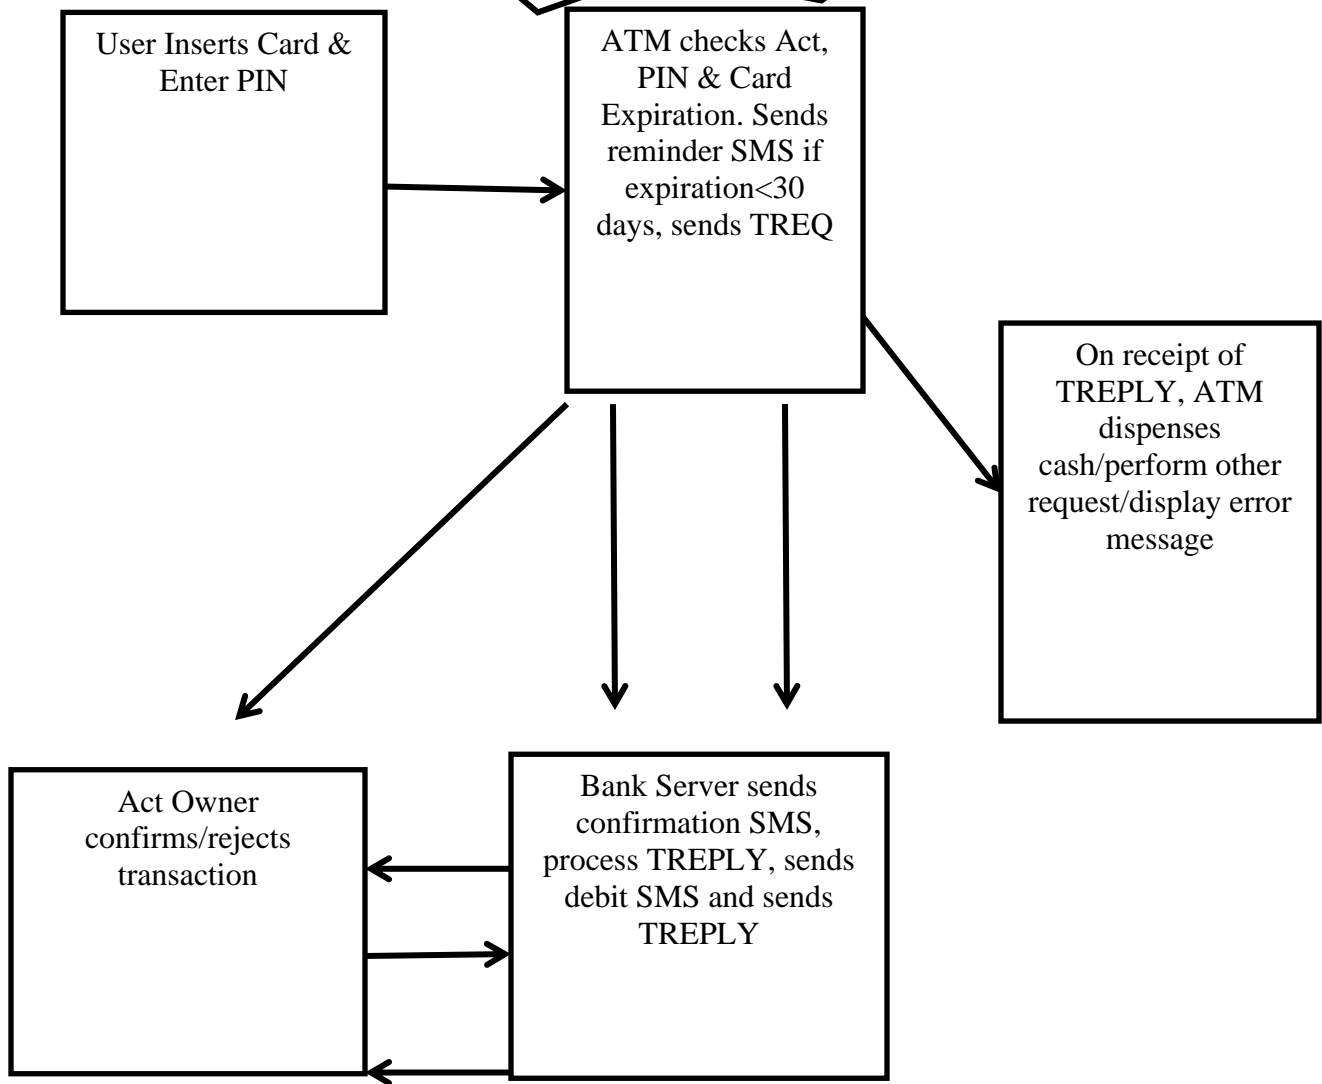 User Inserts Card &
Enter PIN
ATM checks Act,
PIN & Card
Expiration. Sends
reminder SMS if
expiration<30
days, sends TREQ
On receipt of
TREPLY, ATM
dispenses
cash/perform other
request/display error
message
Act Owner
confirms/rejects
transaction
Bank Server sends
confirmation SMS,
process TREPLY, sends
debit SMS and sends
TREPLY